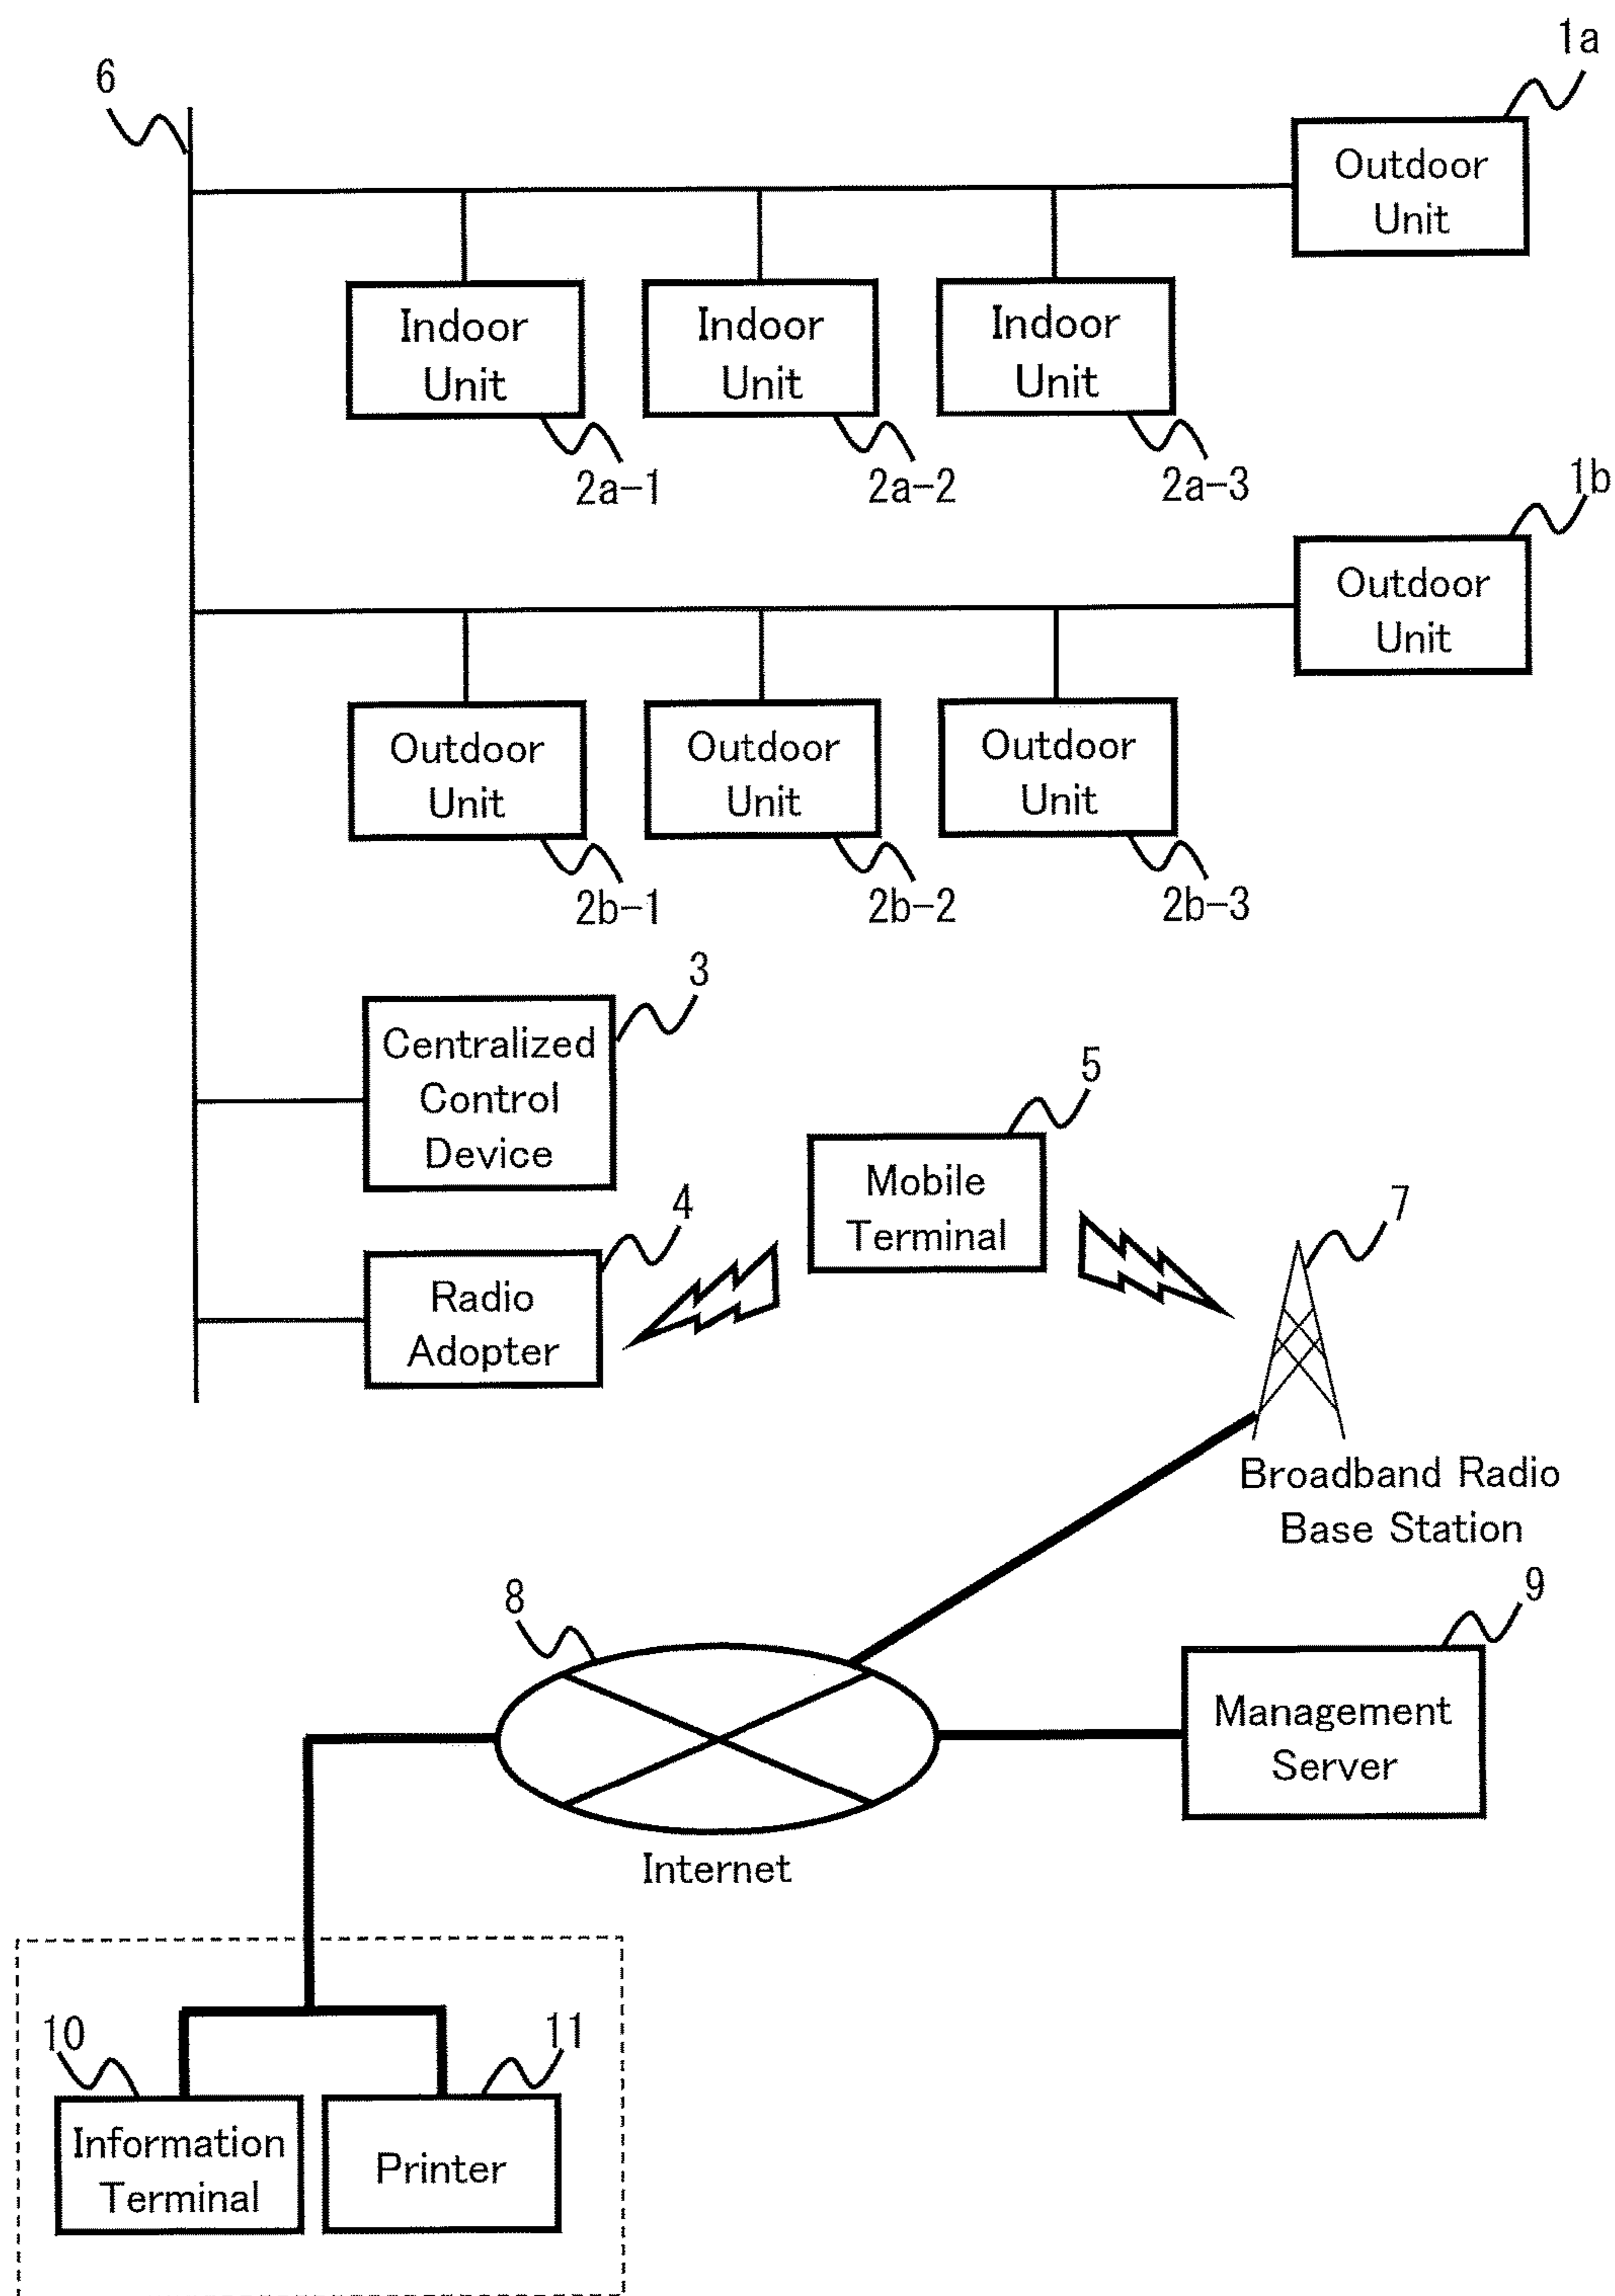 1a
6
Outdoor
Unit
Indoor
Unit
Indoor
Unit
Indoor
Unit
2a-1
2a-2
2a-3
1b
Outdoor
Unit
Outdoor
Unit
Outdoor
Unit
Outdoor
Unit
2b-1
2b-2
2b-3
3
Centralized
Control
Device
5
Mobile
Terminal
4
Radio
Adopter
7
Broadband Radio
Base Station
8
9
Management
Server
Internet
10
11
Information
Terminal
Printer